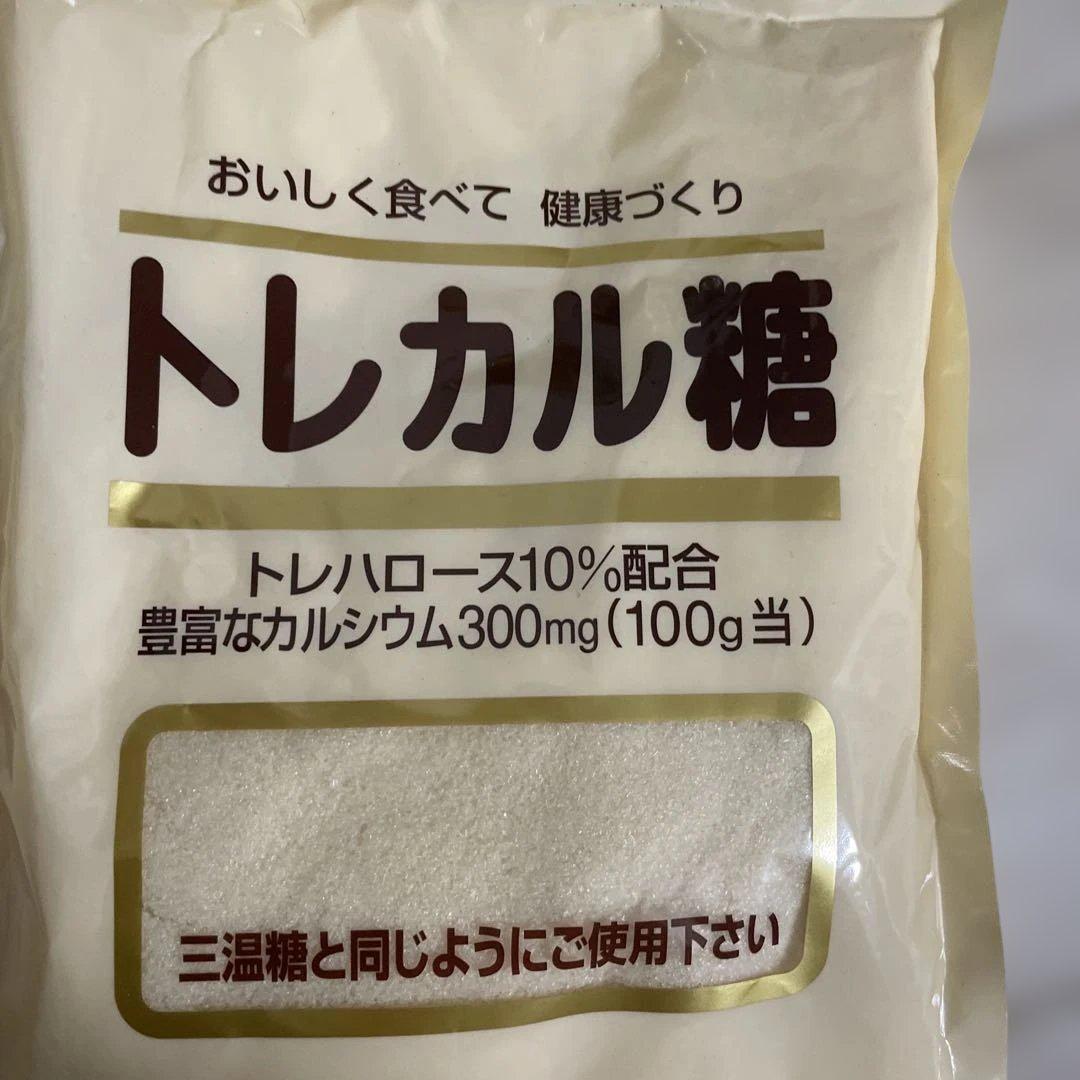 おいしく食べて 健康づくり
トレカル糖
トレハロース10%配合
豊富なカルシウム300mg(100g当)
三温糖と同じようにご使用下さい